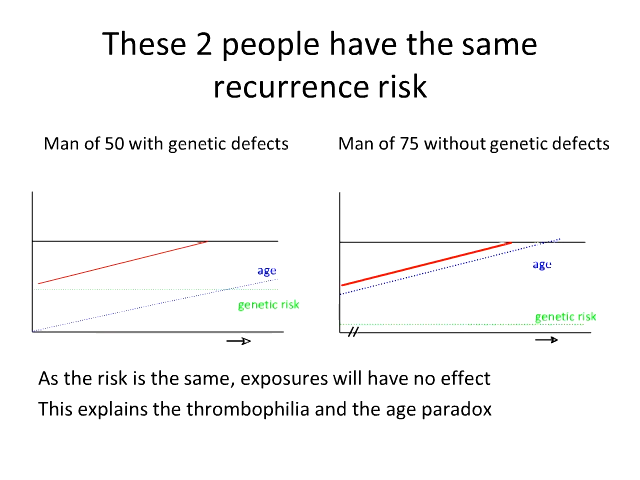 These 2 people have the same
recurrence risk
Man of 50 with genetic defects
Man of 75 without genetic defects
age
genetic risk
age
genetic risk
As the risk is the same, exposures will have no effect
This explains the thrombophilia and the age paradox